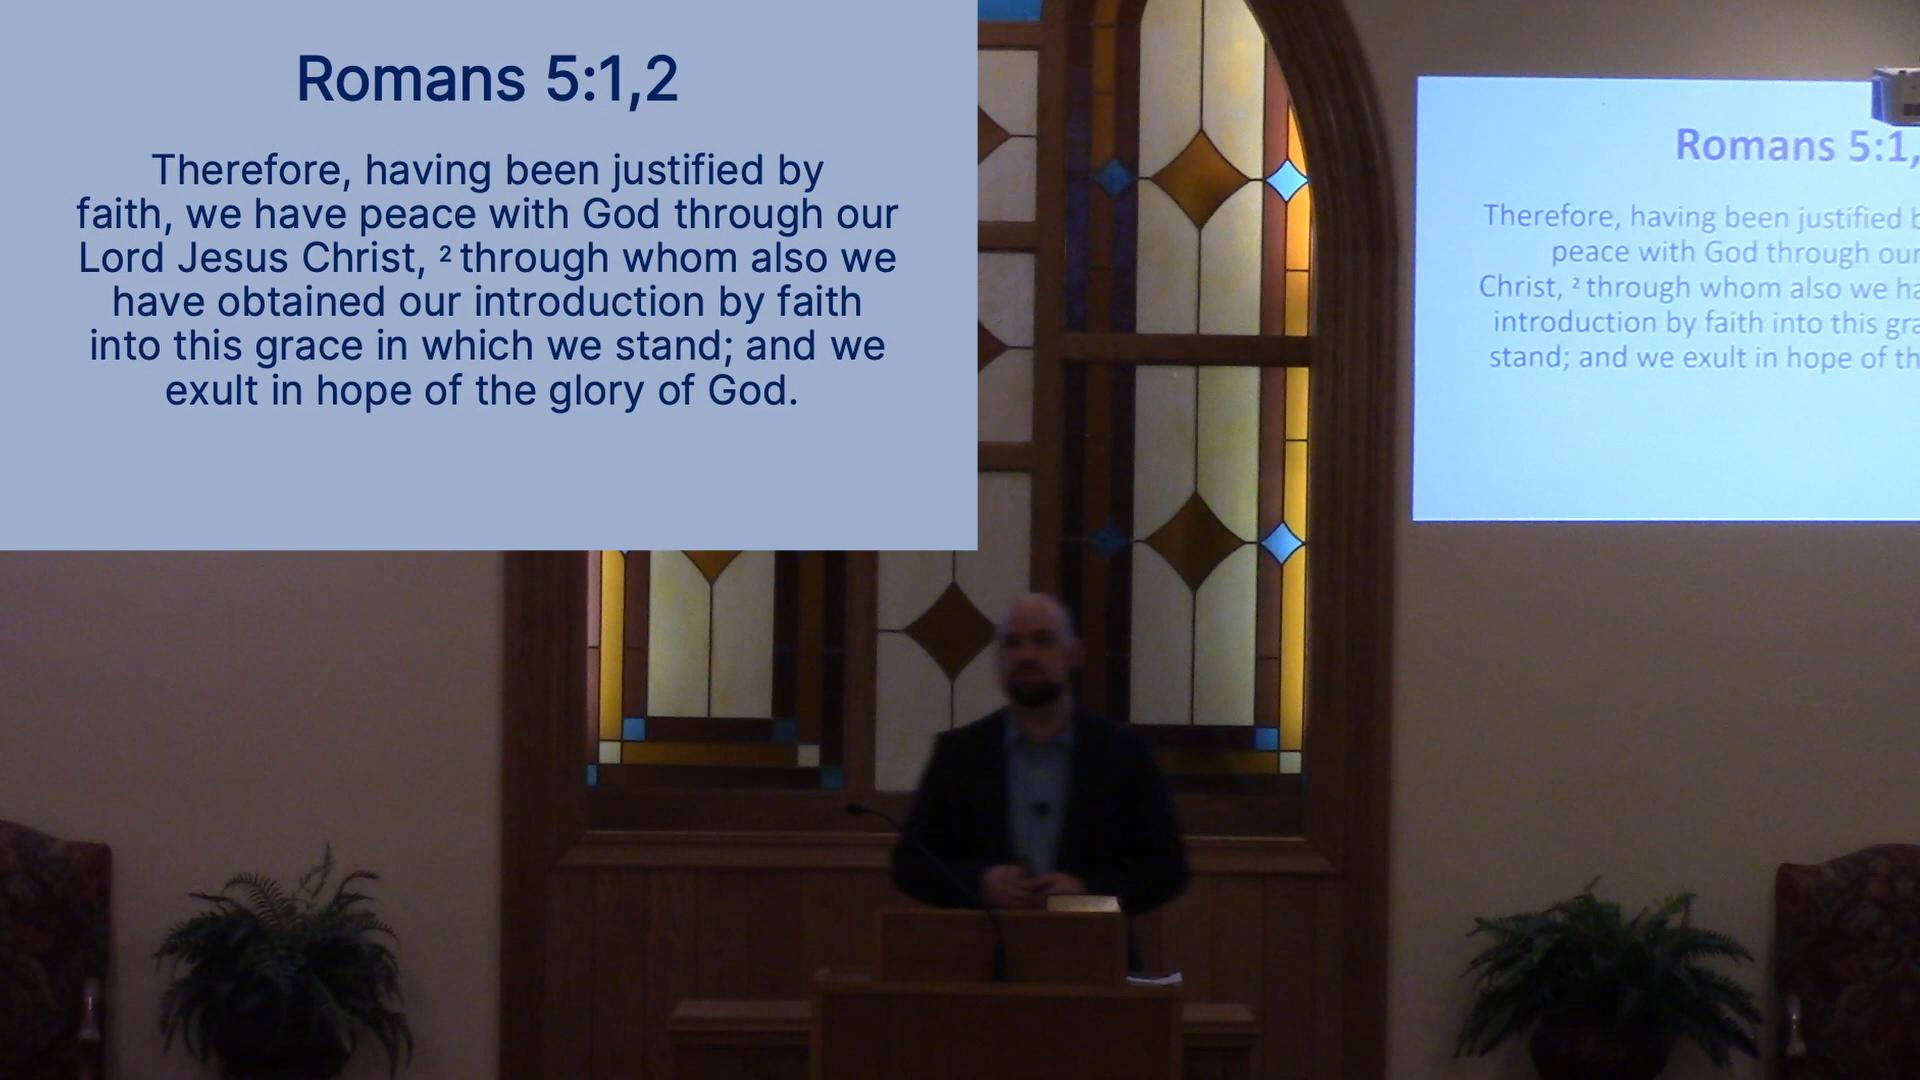 Romans 5:1,2
Therefore, having been justified by
faith, we have peace with God through our
Lord Jesus Christ, ² through whom also we
have obtained our introduction by faith
into this grace in which we stand; and we
exult in hope of the glory of God.
Romans 5:1,
Therefore, having been justified
peace with God through our
Christ, ² through whom also we
introduction by faith into this
stand; and we exult in hope of